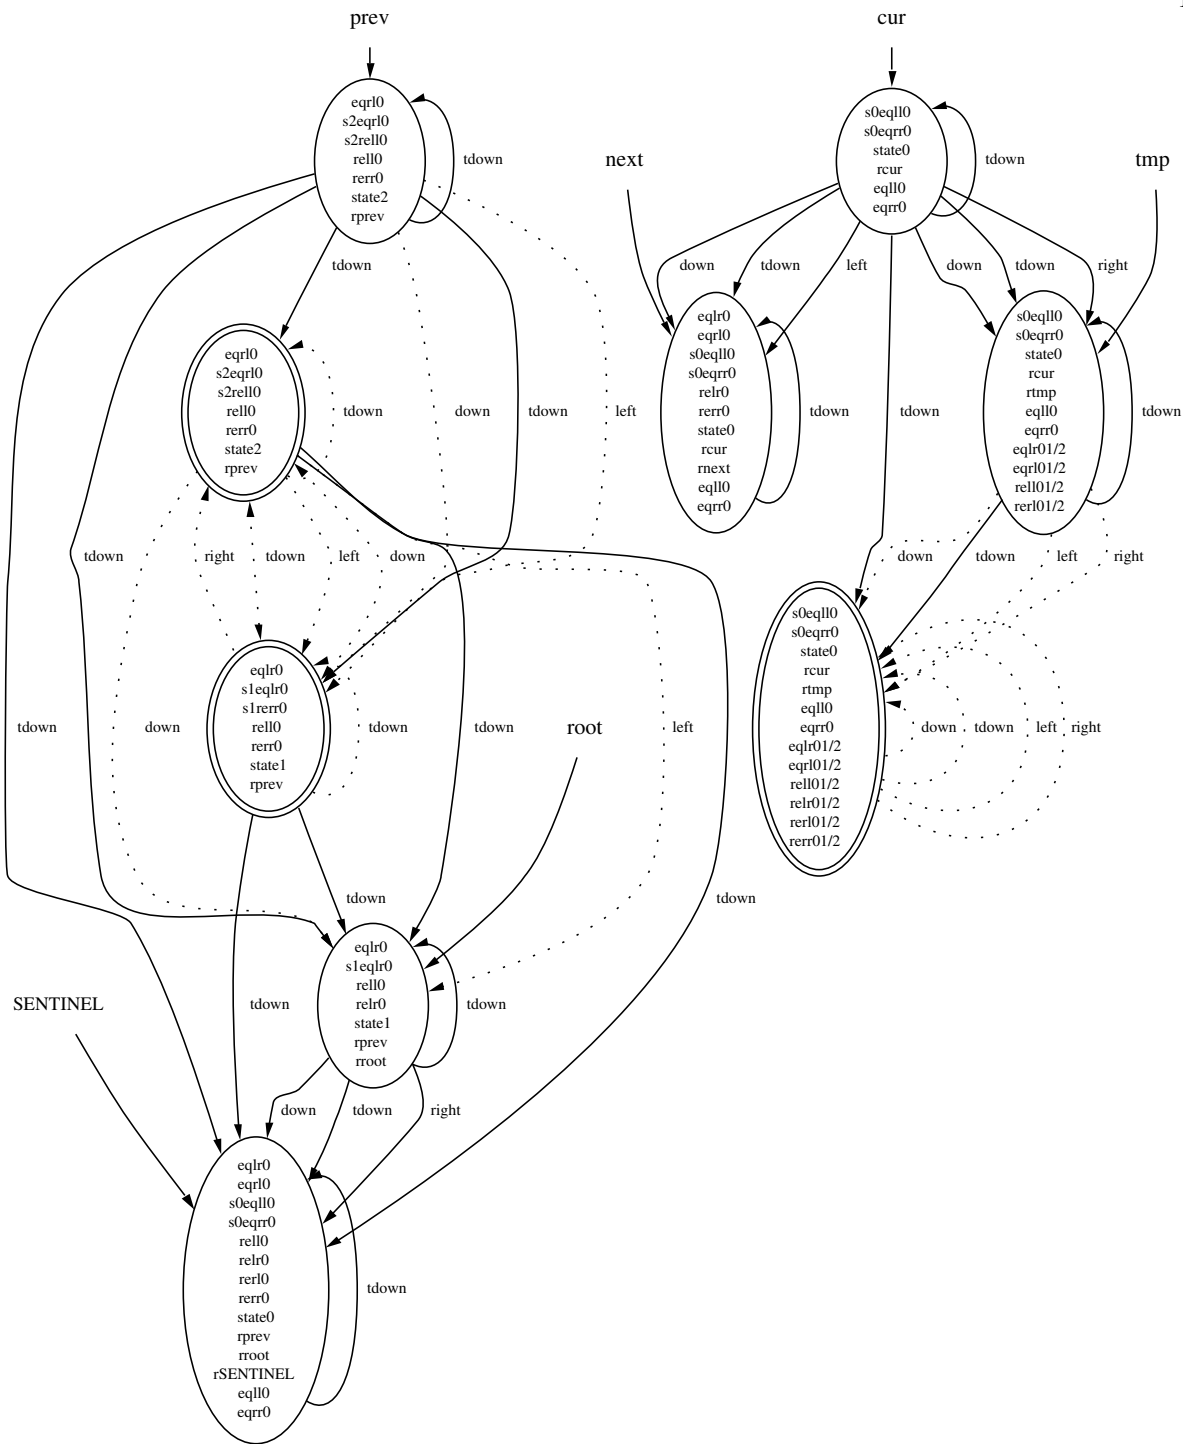 prev
cur
eqrl0
s2eqrl0
s2rell0
rell0
rerr0
state2
rprev
tdown
s0eqll0
s0eqrr0
state0
rcur
eqll0
eqrr0
tdown
next
tmp
tdown
down
tdown
left
down
tdown
right
eqrl0
s2eqrl0
s2rell0
rell0
rerr0
state2
rprev
tdown
down
tdown
left
eqlr0
eqrl0
s0eqll0
s0eqrr0
relr0
rerr0
state0
rcur
rnext
eqll0
eqrr0
tdown
tdown
s0eqll0
s0eqrr0
state0
rcur
rtmp
eqll0
eqrr0
eqlr01/2
eqrl01/2
rell01/2
rerl01/2
tdown
tdown
right
tdown
left
down
down
tdown
left
right
eqlr0
s1eqlr0
s1rerr0
rell0
rerr0
state1
rprev
tdown
down
tdown
tdown
root
left
s0eqll0
s0eqrr0
state0
rcur
rtmp
eqll0
eqrr0
eqlr01/2
eqrl01/2
rell01/2
relr01/2
rerl01/2
rerr01/2
down
tdown
left
right
tdown
tdown
SENTINEL
tdown
eqlr0
s1eqlr0
rell0
relr0
state1
rprev
rroot
tdown
down
tdown
right
eqlr0
eqrl0
s0eqll0
s0eqrr0
rell0
relr0
rerl0
rerr0
state0
rprev
rroot
rSENTINEL
eqll0
eqrr0
tdown